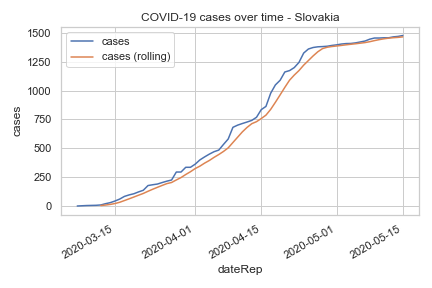 COVID-19 cases over time - Slovakia
cases
cases (rolling)
1500
1250
1000
750
500
250
0
cases
2020-03-15
2020-04-01
2020-04-15
2020-05-01
2020-05-15
dateRep